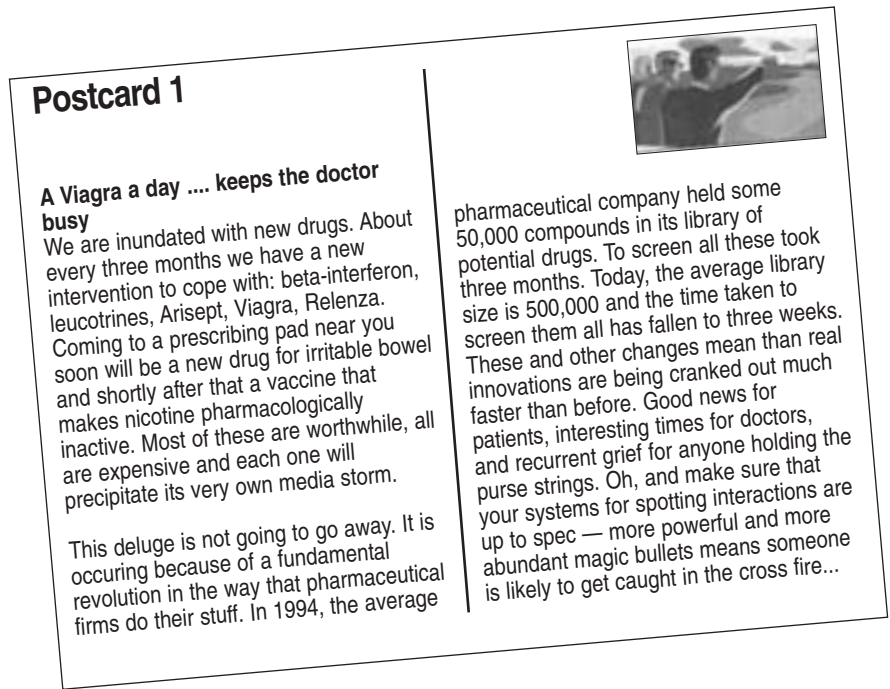 Postcard 1
A Viagra a day .... keeps the doctor
busy
We are inundated with new drugs. About
every three months we have a new
intervention to cope with: beta-interferon,
leucotrines, Arisept, Viagra, Relenza.
Coming to a prescribing pad near you
soon will be a new drug for irritable bowel
and shortly after that a vaccine that
makes nicotine pharmacologically
inactive. Most of these are worthwhile, all
are expensive and each one will
precipitate its very own media storm.
This deluge is not going to go away. It is
occuring because of a fundamental
revolution in the way that pharmaceutical
firms do their stuff. In 1994, the average
pharmaceutical company held some
50,000 compounds in its library of
potential drugs. To screen all these took
three months. Today, the average library
size is 500,000 and the time taken to
screen them all has fallen to three weeks.
These and other changes mean than real
innovations are being cranked out much
faster than before. Good news for
patients, interesting times for doctors,
and recurrent grief for anyone holding the
purse strings. Oh, and make sure that
your systems for spotting interactions are
up to spec — more powerful and more
abundant magic bullets means someone
is likely to get caught in the cross fire...